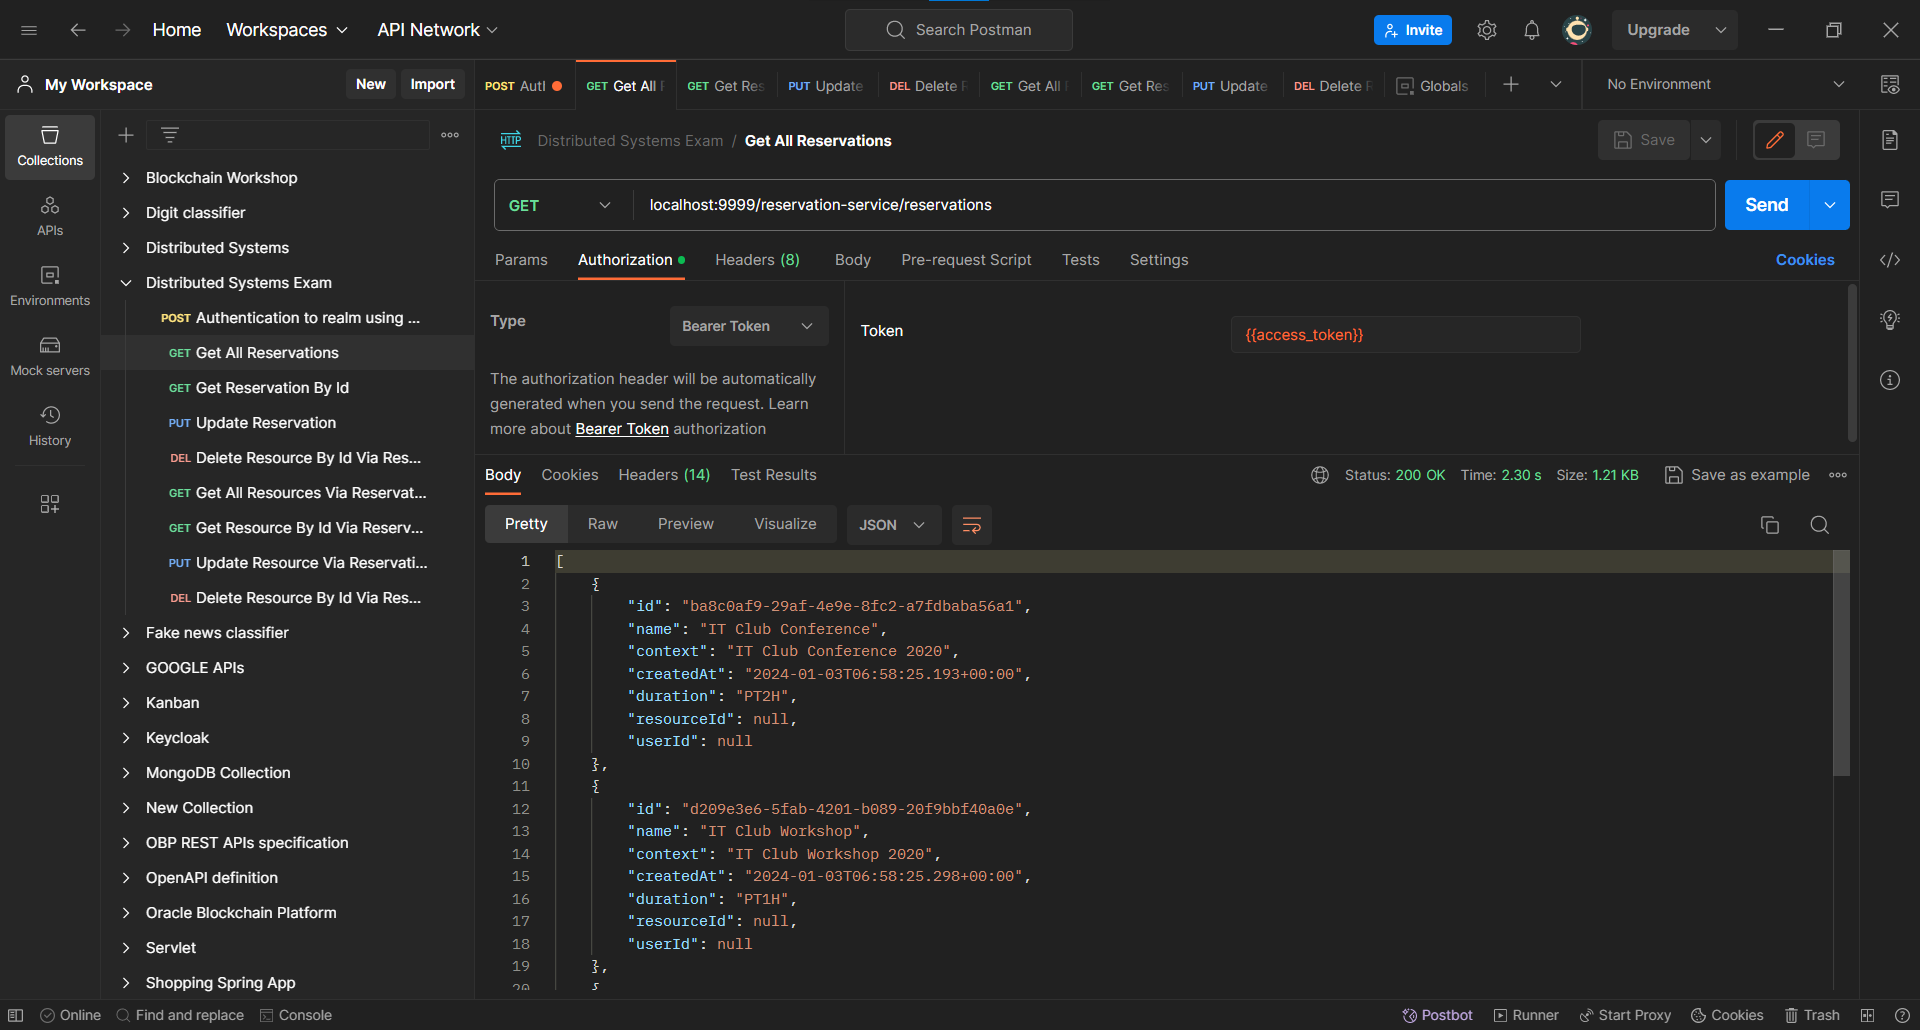 Home Workspaces API Network Search Postman Invite Upgrade
My Workspace New Import
POST Autl GET Get All GET Get Res PUT Update DEL Delete GET Get All GET Get Res PUT Update DEL Delete Globals No Environment
Collections
APIs
Environments
Mock servers
History
Blockchain Workshop
Digit classifier
Distributed Systems
Distributed Systems Exam
POST Authentication to realm using ...
GET Get All Reservations
GET Get Reservation By Id
PUT Update Reservation
DEL Delete Resource By Id Via Res...
GET Get All Resources Via Reservat...
GET Get Resource By Id Via Reserv...
PUT Update Resource Via Reservati...
DEL Delete Resource By Id Via Res...
Fake news classifier
GOOGLE APIs
Kanban
Keycloak
MongoDB Collection
New Collection
OBP REST APIs specification
OpenAPI definition
Oracle Blockchain Platform
Servlet
Shopping Spring App
HTTP Distributed Systems Exam / Get All Reservations Save
GET localhost:9999/reservation-service/reservations Send
Params Authorization Headers (8) Body Pre-request Script Tests Settings Cookies
Type Bearer Token
The authorization header will be automatically
generated when you send the request. Learn
more about Bearer Token authorization
Token {{access_token}}
Body Cookies Headers (14) Test Results Status: 200 OK Time: 2.30 s Size: 1.21 KB Save as example
Pretty Raw Preview Visualize JSON
1 [
2 {
3 "id": "ba8c0af9-29af-4e9e-8fc2-a7fdbaba56a1",
4 "name": "IT Club Conference",
5 "context": "IT Club Conference 2020",
6 "createdAt": "2024-01-03T06:58:25.193+00:00",
7 "duration": "PT2H",
8 "resourceId": null,
9 "userId": null
10 },
11 {
12 "id": "d209e3e6-5fab-4201-b089-20f9bbf40a0e",
13 "name": "IT Club Workshop",
14 "context": "IT Club Workshop 2020",
15 "createdAt": "2024-01-03T06:58:25.298+00:00",
16 "duration": "PT1H",
17 "resourceId": null,
18 "userId": null
19 },
20 {
Online Find and replace Console Postbot Runner Start Proxy Cookies Trash